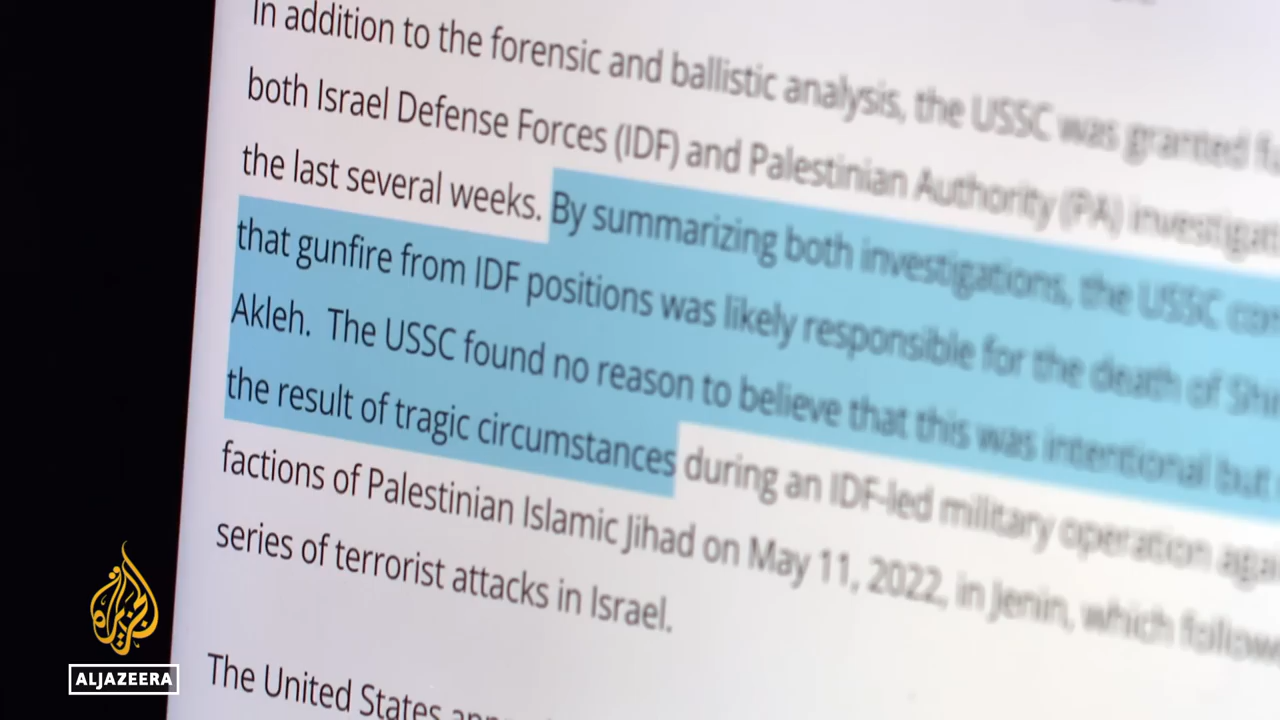 In addition to the forensic and ballistic analysis, the USSC was granted
both Israel Defense Forces (IDF) and Palestinian Authority (PA)
the last several weeks. By summarizing both investigations, the USSC
that gunfire from IDF positions was likely responsible for the death of
Akleh. The USSC found no reason to believe that this was intentional but
the result of tragic circumstances during an IDF-led military operation
factions of Palestinian Islamic Jihad on May 11, 2022, in Jenin, which
series of terrorist attacks in Israel.
The United States
الجزيرة
ALJAZEERA